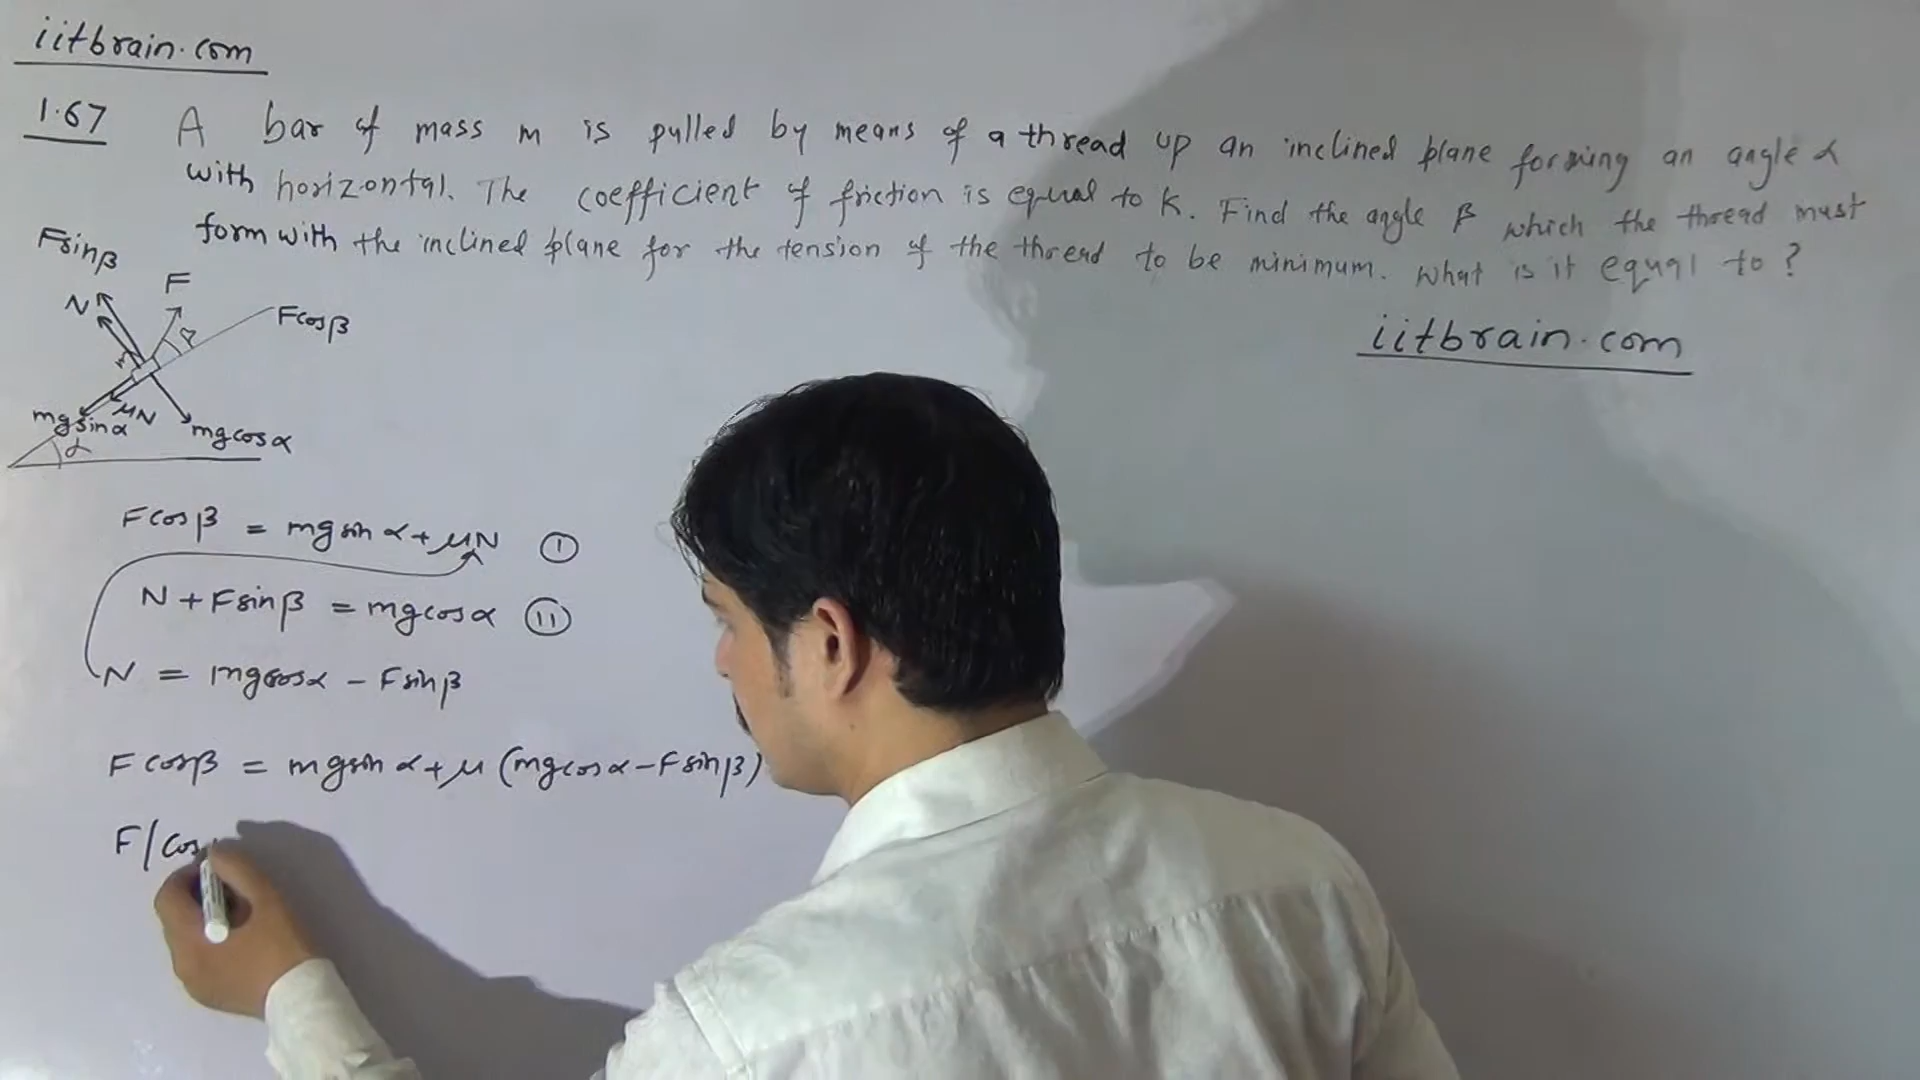 iitbrain.com
1.67 A bar of mass m is pulled by means of a thread up an inclined plane forming an angle α
with horizontal. The coefficient of friction is equal to K. Find the angle β which the thread must
form with the inclined plane for the tension of the thread to be minimum. What is it equal to?
iitbrain.com
Fsinβ
F
N
β
Fcosβ
m
μN
mgsinα
mgcosα
α
Fcosβ = mgsinα+μN (I)
N+Fsinβ = mgcosα (II)
N = mgcosα - Fsinβ
Fcosβ = mgsinα+μ(mgcosα-Fsinβ)
F(cos